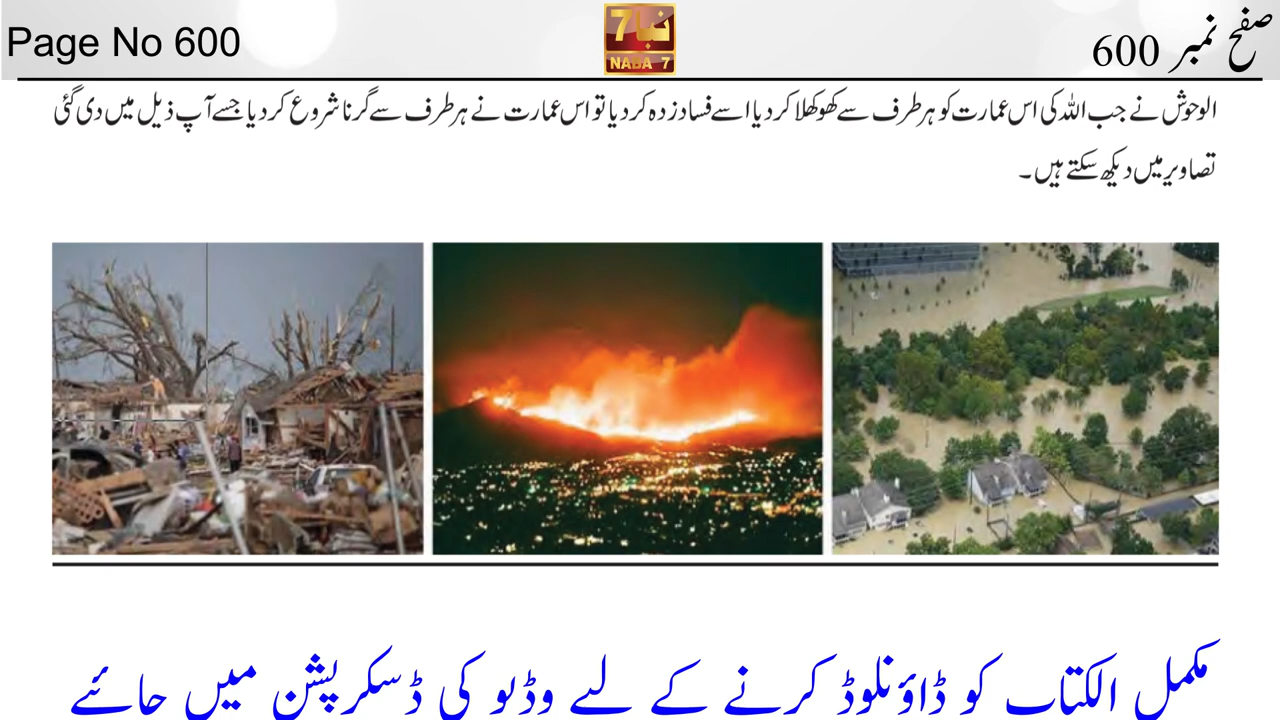 Page No 600
نبا 7
NABA 7
صفحہ نمبر 600
الوحوش نے جب اللہ کی اس عمارت کو ہر طرف سے کھوکھلا کر دیا اسے فساد زدہ کر دیا تو اس عمارت نے ہر طرف سے گرنا شروع کر دیا جسے آپ ذیل میں دی گئی
تصاویر میں دیکھ سکتے ہیں۔
مکمل الکتاب کو ڈاؤنلوڈ کرنے کے لیے وڈیو کی ڈسکرپشن میں جائے